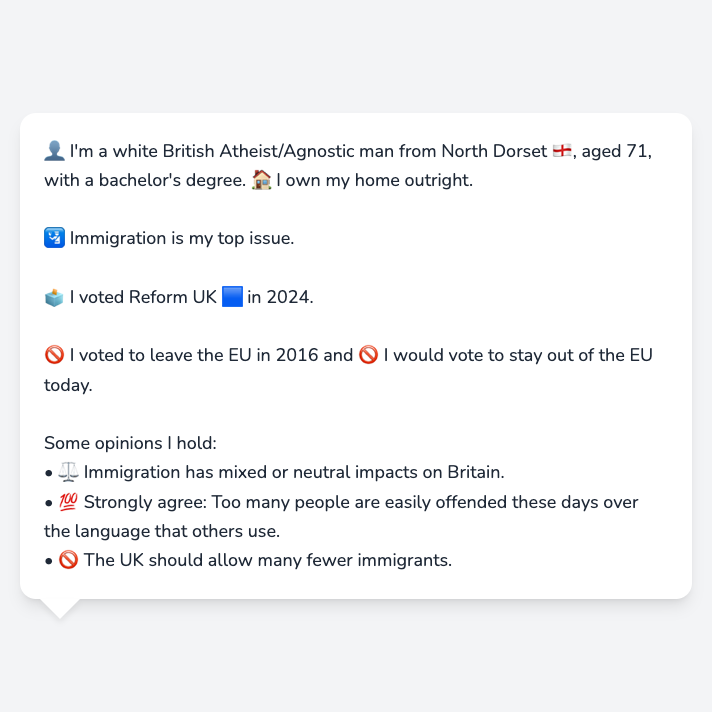 👤 I'm a white British Atheist/Agnostic man from North Dorset 🏴󠁧󠁢󠁥󠁮󠁧󠁿, aged 71,
with a bachelor's degree. 🏠 I own my home outright.
🛂 Immigration is my top issue.
🗳️ I voted Reform UK 🟦 in 2024.
🚫 I voted to leave the EU in 2016 and 🚫 I would vote to stay out of the EU
today.
Some opinions I hold:
• ⚖️ Immigration has mixed or neutral impacts on Britain.
• 💯 Strongly agree: Too many people are easily offended these days over
the language that others use.
• 🚫 The UK should allow many fewer immigrants.